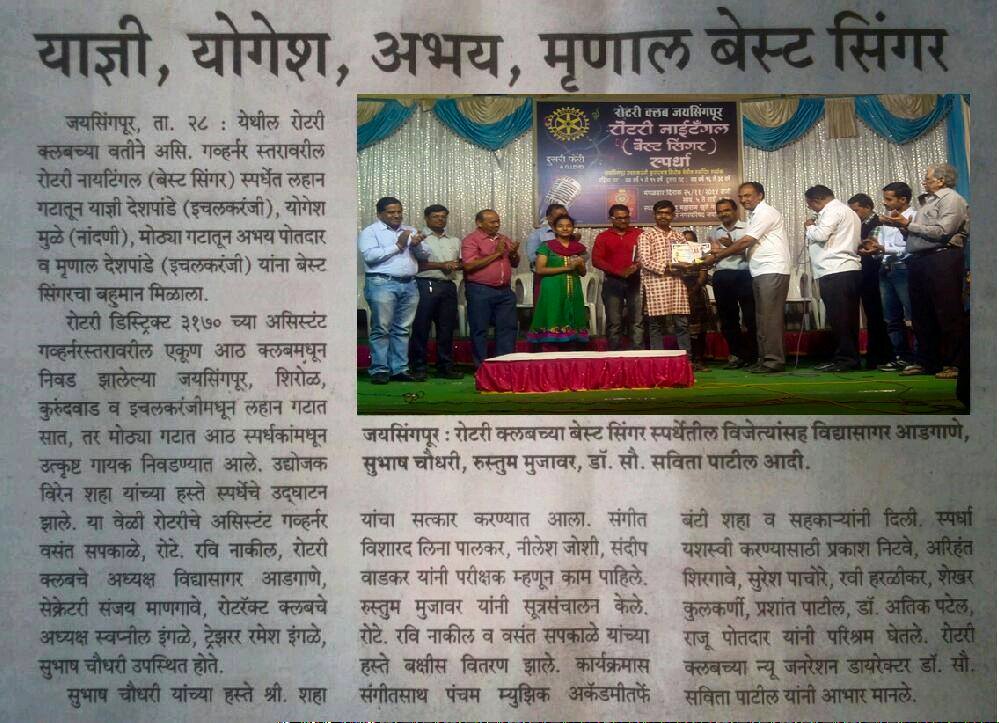 याज्ञी, योगेश, अभय, मृणाल बेस्ट सिंगर
जयसिंगपूर, ता. २८ : येथील रोटरी
क्लबच्या वतीने असि. गव्हर्नर स्तरावरील
रोटरी नायटिंगल (बेस्ट सिंगर) स्पर्धेत लहान
गटातून याज्ञी देशपांडे (इचलकरंजी), योगेश
मुळे (नांदणी), मोठ्या गटातून अभय पोतदार
व मृणाल देशपांडे (इचलकरंजी) यांना बेस्ट
सिंगरचा बहुमान मिळाला.
रोटरी डिस्ट्रिक्ट ३१७० च्या असिस्टंट
गव्हर्नरस्तरावरील एकूण आठ क्लबमधून
निवड झालेल्या जयसिंगपूर, शिरोळ,
कुरुंदवाड व इचलकरंजीमधून लहान गटात
सात, तर मोठ्या गटात आठ स्पर्धकांमधून
उत्कृष्ट गायक निवडण्यात आले. उद्योजक
विरेन शहा यांच्या हस्ते स्पर्धेचे उद्‌घाटन
झाले. या वेळी रोटरीचे असिस्टंट गव्हर्नर
वसंत सपकाळे, रोटे. रवि नाकील, रोटरी
क्लबचे अध्यक्ष विद्यासागर आडगाणे,
सेक्रेटरी संजय माणगावे, रोटरॅक्ट क्लबचे
अध्यक्ष स्वप्नील इंगळे, ट्रेझरर रमेश इंगळे,
सुभाष चौधरी उपस्थित होते.
सुभाष चौधरी यांच्या हस्ते श्री. शहा
रोटरी क्लब जयसिंगपूर
रोटरी नाईटिंगल
(बेस्ट सिंगर)
स्पर्धा
दुसरी फेरी
जयसिंगपूर : रोटरी क्लबच्या बेस्ट सिंगर स्पर्धेतील विजेत्यांसह विद्यासागर आडगाणे,
सुभाष चौधरी, रुस्तुम मुजावर, डॉ. सौ. सविता पाटील आदी.
यांचा सत्कार करण्यात आला. संगीत
विशारद लिना पालकर, नीलेश जोशी, संदीप
वाडकर यांनी परीक्षक म्हणून काम पाहिले.
रुस्तुम मुजावर यांनी सूत्रसंचालन केले.
रोटे. रवि नाकील व वसंत सपकाळे यांच्या
हस्ते बक्षीस वितरण झाले. कार्यक्रमास
संगीतसाथ पंचम म्युझिक अकॅडमीतर्फे
बंटी शहा व सहकाऱ्यांनी दिली. स्पर्धा
यशस्वी करण्यासाठी प्रकाश निटवे, अरिहंत
शिरगावे, सुरेश पाचोरे, रवी हरळीकर, शेखर
कुलकर्णी, प्रशांत पाटील, डॉ. अतिक पटेल,
राजू पोतदार यांनी परिश्रम घेतले. रोटरी
क्लबच्या न्यू जनरेशन डायरेक्टर डॉ. सौ.
सविता पाटील यांनी आभार मानले.